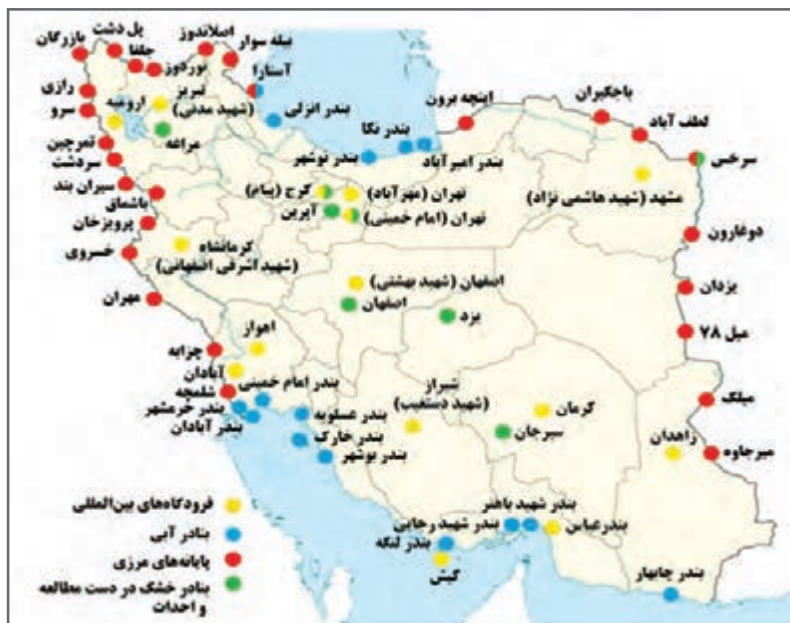 پل دشت
بازرگان
جلفا
نوردوز
اصلاندوز
بیله سوار
آستارا
رازی
سرو
ارومیه
تبریز
(شهید مدنی)
مراغه
بندر انزلی
اینچه برون
بندر نکا
بندر امیرآباد
بندر نوشهر
باجگیران
لطف آباد
سرخس
مشهد (شهید هاشمی نژاد)
تمرچین
سردشت
سیران بند
باشماق
پرویزخان
خسروی
کرج (پیام)
تهران (مهرآباد)
آپرین
تهران (امام خمینی)
دوغارون
کرمانشاه
(شهید اشرفی اصفهانی)
اصفهان (شهید بهشتی)
اصفهان
یزد
یزدان
میل ۷۸
مهران
چزابه
اهواز
آبادان
شلمچه
بندر امام خمینی
بندر خرمشهر
بندر آبادان
بندر عسلویه
بندر خارک
بندر بوشهر
شیراز
(شهید دستغیب)
کرمان
سیرجان
میلک
زاهدان
میرجاوه
بندر شهید باهنر
بندر شهید رجایی
بندرعباس
بندر لنگه
کیش
بندر چابهار
فرودگاه‌های بین‌المللی
بنادر آبی
پایانه‌های مرزی
بنادر خشک در دست مطالعه
و احداث